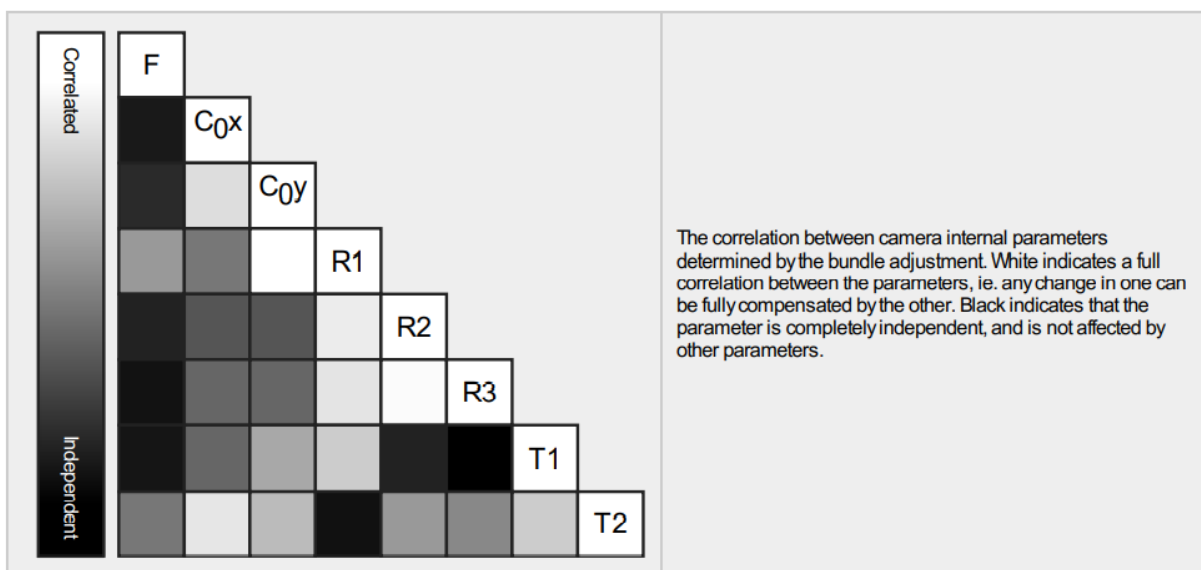 Correlated
Independent
F
C0x
C0y
R1
R2
R3
T1
T2
The correlation between camera internal parameters
determined by the bundle adjustment. White indicates a full
correlation between the parameters, ie. any change in one can
be fully compensated by the other. Black indicates that the
parameter is completely independent, and is not affected by
other parameters.